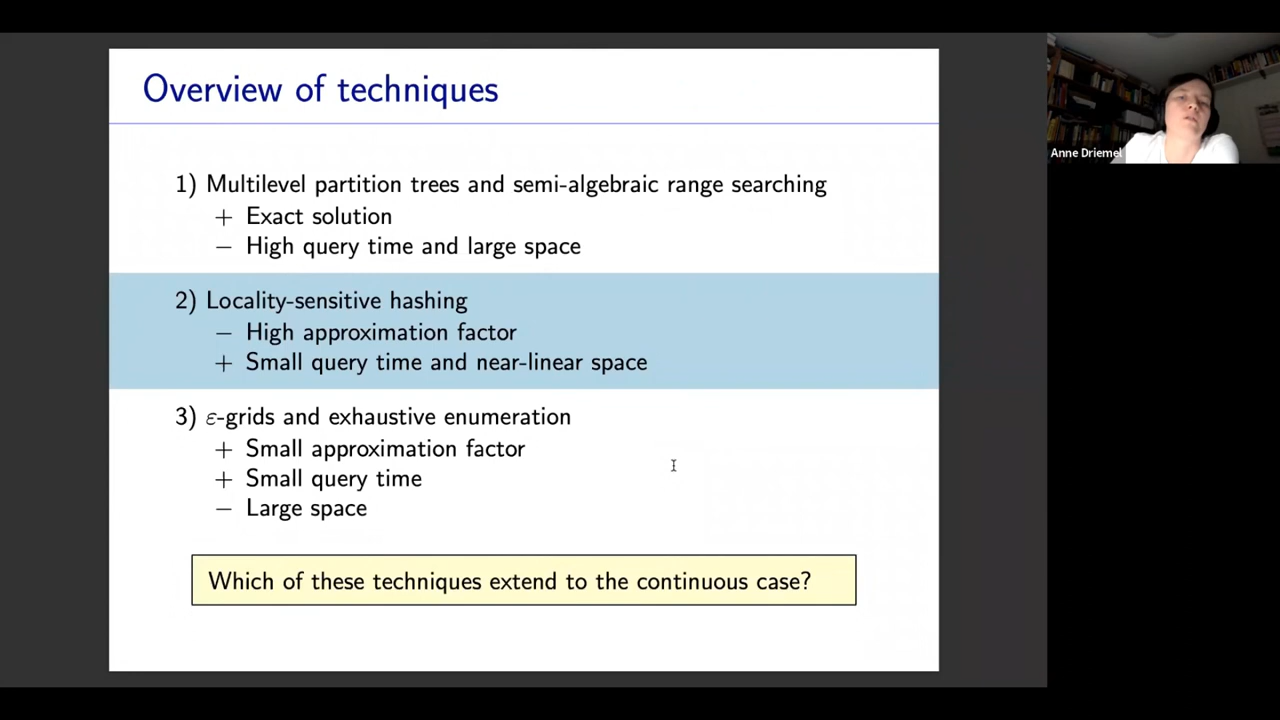 Overview of techniques
1) Multilevel partition trees and semi-algebraic range searching
+ Exact solution
− High query time and large space
2) Locality-sensitive hashing
− High approximation factor
+ Small query time and near-linear space
3) ε-grids and exhaustive enumeration
+ Small approximation factor
+ Small query time
− Large space
Which of these techniques extend to the continuous case?
Anne Driemel